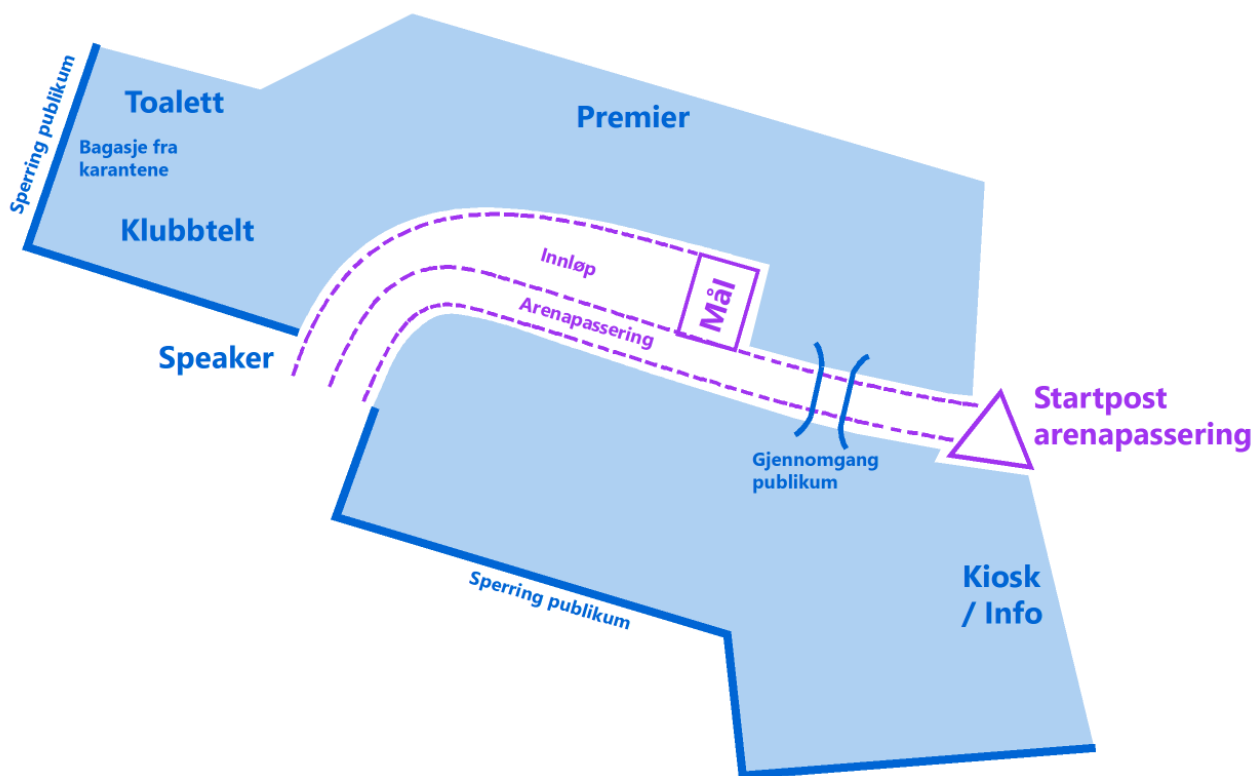 Sperring publikum
Toalett
Bagasje fra
karantene
Klubbtelt
Premier
Innløp
Mål
Arenapassering
Speaker
Startpost
arenapassering
Gjennomgang
publikum
Sperring publikum
Kiosk
/ Info